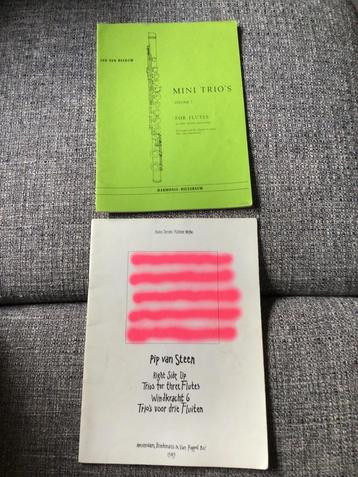 JAN VAN BEEKUM
MINI TRIO'S
VOLUME 1
FOR FLUTES
HARMONIA - HILVERSUM
Pip van Steen
Right Side Up
Trios for three Flutes
Windkracht 6
Trio's voor drie Fluiten
Amsterdam, Broekmans & Van Poppel B.V.